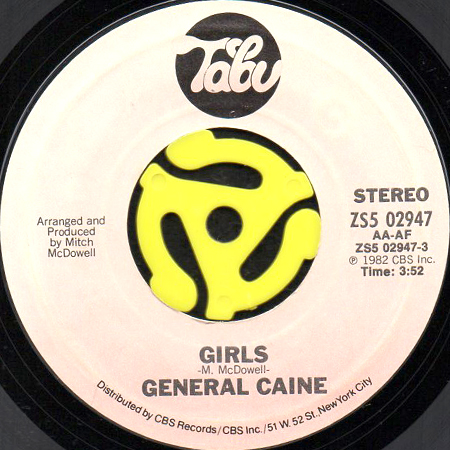 Tabu
Arranged and
Produced
by Mitch
McDowell
STEREO
ZS5 02947
AA-AF
ZS5 02947-3
℗ 1982 CBS Inc.
Time: 3:52
GIRLS
-M. McDowell-
GENERAL CAINE
Distributed by CBS Records/CBS Inc./51 W. 52 St., New York City